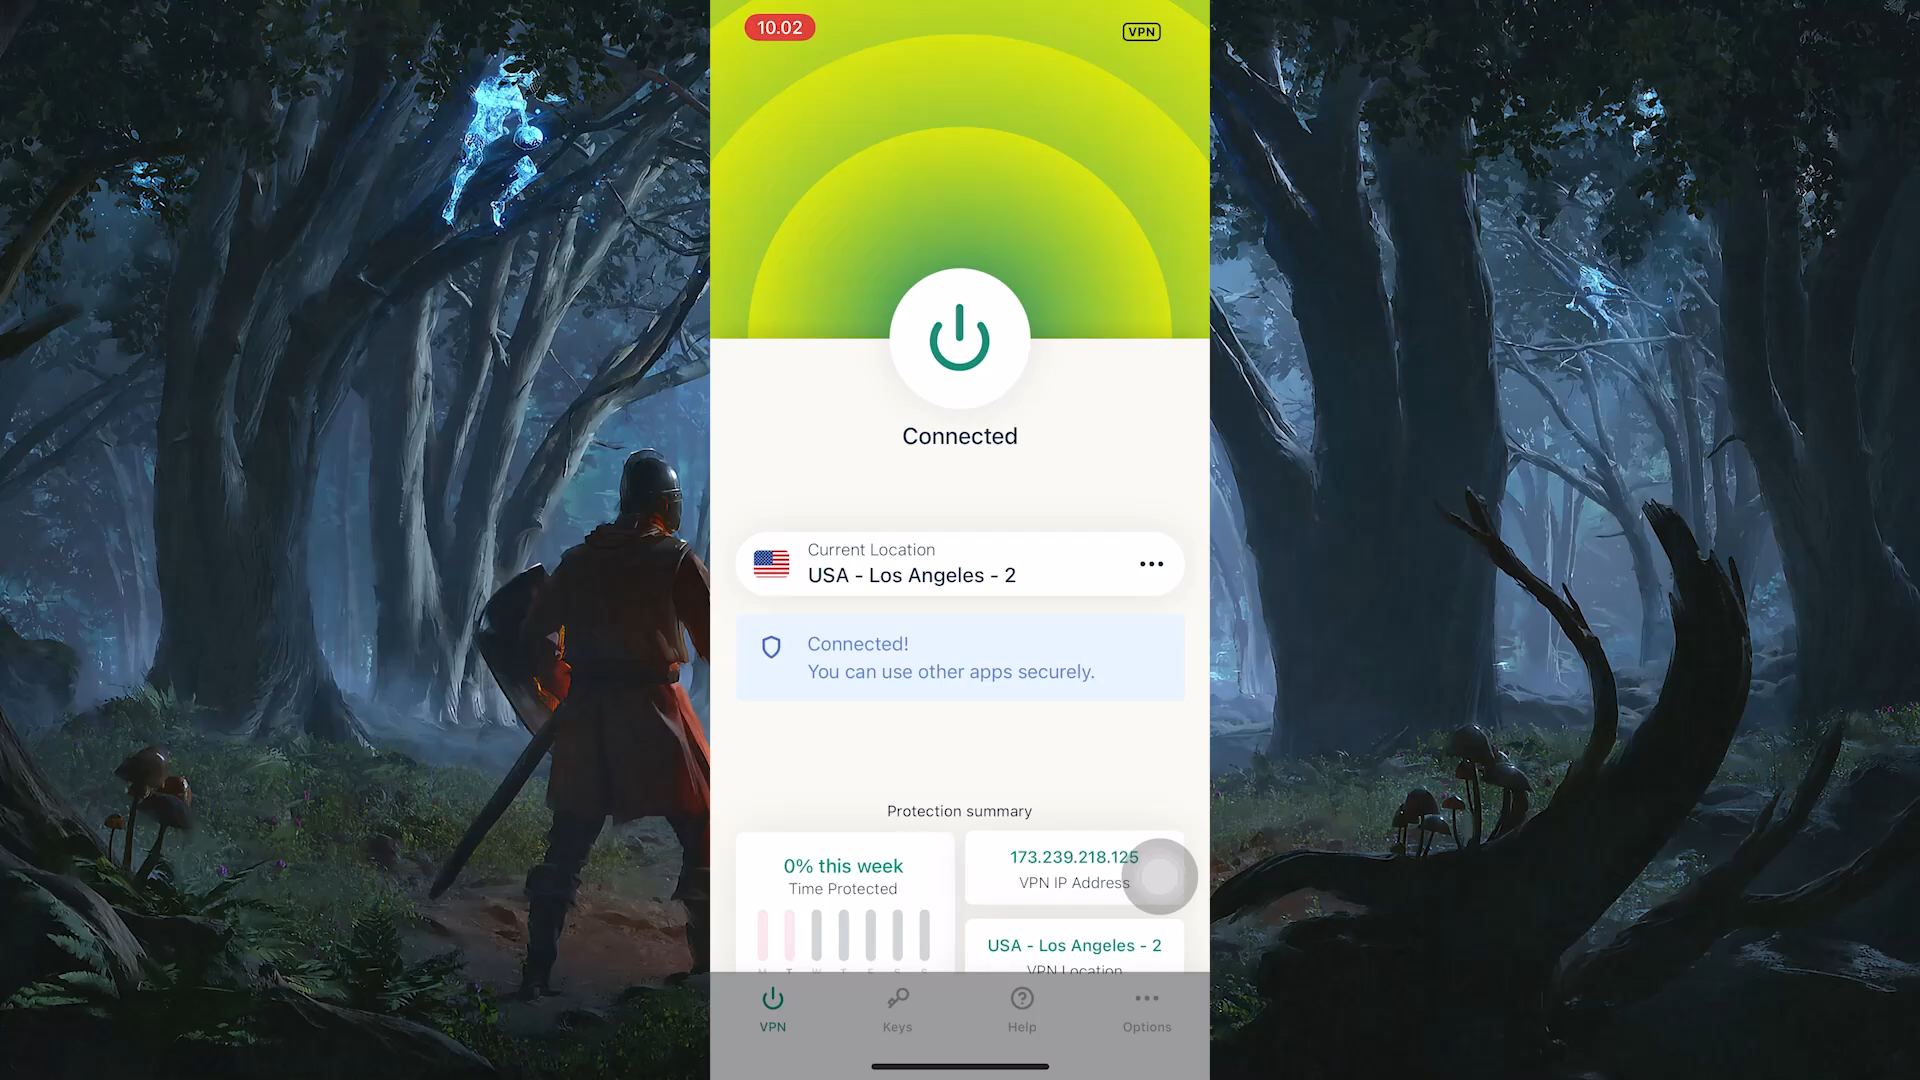 10.02
VPN
Connected
Current Location
USA - Los Angeles - 2
Connected!
You can use other apps securely.
Protection summary
0% this week
Time Protected
M T W T F S S
173.239.218.125
VPN IP Address
USA - Los Angeles - 2
VPN Location
VPN
Keys
Help
Options